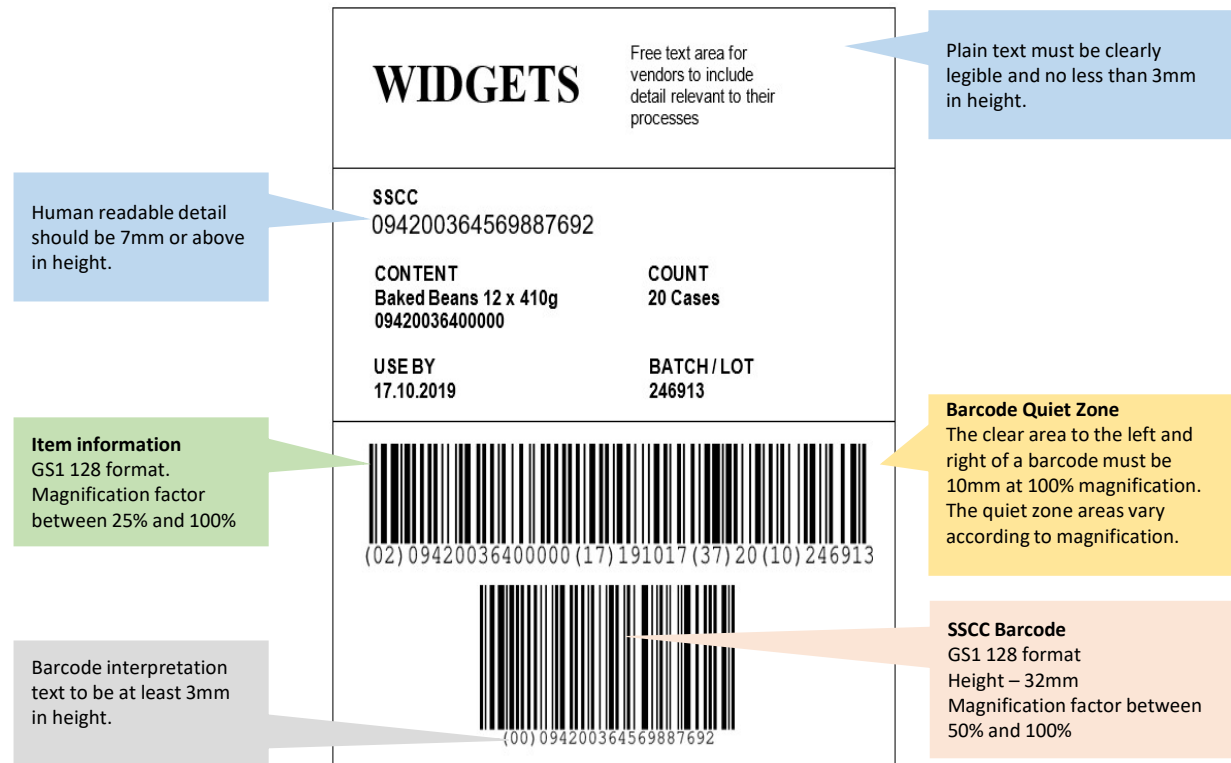 WIDGETS
Free text area for
vendors to include
detail relevant to their
processes
Plain text must be clearly
legible and no less than 3mm
in height.
Human readable detail
should be 7mm or above
in height.
SSCC
094200364569887692
CONTENT
Baked Beans 12 x 410g
09420036400000
COUNT
20 Cases
USE BY
17.10.2019
BATCH / LOT
246913
Item information
GS1 128 format.
Magnification factor
between 25% and 100%
Barcode Quiet Zone
The clear area to the left and
right of a barcode must be
10mm at 100% magnification.
The quiet zone areas vary
according to magnification.
(02)09420036400000(17)191017(37)20(10)246913
SSCC Barcode
GS1 128 format
Height – 32mm
Magnification factor between
50% and 100%
Barcode interpretation
text to be at least 3mm
in height.
(00)094200364569887692